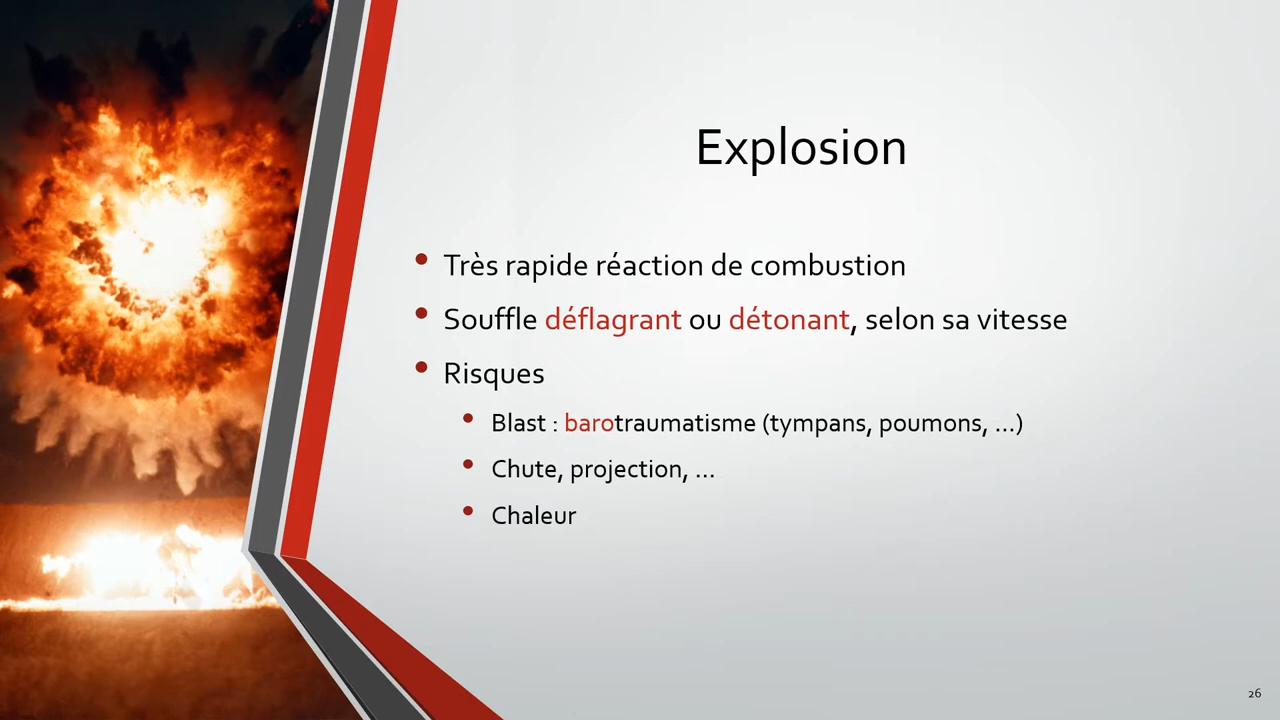 Explosion
Très rapide réaction de combustion
Souffle déflagrant ou détonant, selon sa vitesse
Risques
Blast : barotraumatisme (tympans, poumons, …)
Chute, projection, …
Chaleur
26